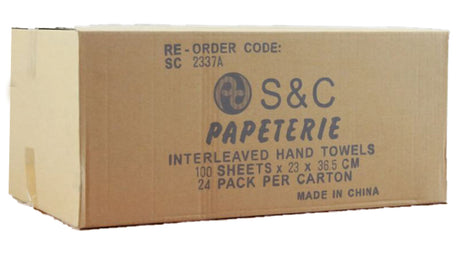 RE-ORDER CODE:
SC 2337A
S&C
PAPETERIE
INTERLEAVED HAND TOWELS
100 SHEETS x 23 x 36.5 CM
24 PACK PER CARTON
MADE IN CHINA